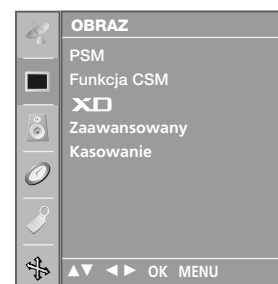 OBRAZ
PSM
Funkcja CSM
XD
Zaawansowany
Kasowanie
▲▼ ◄► OK MENU